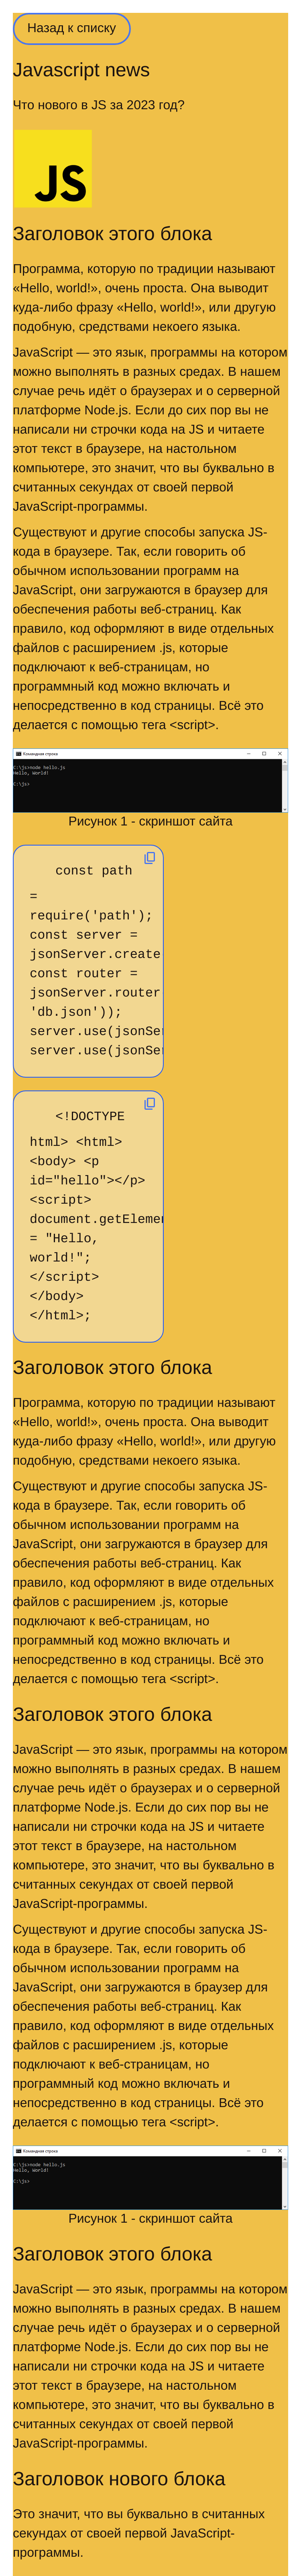 Назад к списку
Javascript news
Что нового в JS за 2023 год?
JS
Заголовок этого блока
Программа, которую по традиции называют
«Hello, world!», очень проста. Она выводит
куда-либо фразу «Hello, world!», или другую
подобную, средствами некоего языка.
JavaScript — это язык, программы на котором
можно выполнять в разных средах. В нашем
случае речь идёт о браузерах и о серверной
платформе Node.js. Если до сих пор вы не
написали ни строчки кода на JS и читаете
этот текст в браузере, на настольном
компьютере, это значит, что вы буквально в
считанных секундах от своей первой
JavaScript-программы.
Существуют и другие способы запуска JS-
кода в браузере. Так, если говорить об
обычном использовании программ на
JavaScript, они загружаются в браузер для
обеспечения работы веб-страниц. Как
правило, код оформляют в виде отдельных
файлов с расширением .js, которые
подключают к веб-страницам, но
программный код можно включать и
непосредственно в код страницы. Всё это
делается с помощью тега <script>.
Командная строка
C:\js>node hello.js
Hello, World!
C:\js>
Рисунок 1 - скриншот сайта
const path
=
require('path');
const server =
jsonServer.create
const router =
jsonServer.router
'db.json'));
server.use(jsonSer
server.use(jsonSer
<!DOCTYPE
html> <html>
<body> <p
id="hello"></p>
<script>
document.getElemen
= "Hello,
world!";
</script>
</body>
</html>;
Заголовок этого блока
Программа, которую по традиции называют
«Hello, world!», очень проста. Она выводит
куда-либо фразу «Hello, world!», или другую
подобную, средствами некоего языка.
Существуют и другие способы запуска JS-
кода в браузере. Так, если говорить об
обычном использовании программ на
JavaScript, они загружаются в браузер для
обеспечения работы веб-страниц. Как
правило, код оформляют в виде отдельных
файлов с расширением .js, которые
подключают к веб-страницам, но
программный код можно включать и
непосредственно в код страницы. Всё это
делается с помощью тега <script>.
Заголовок этого блока
JavaScript — это язык, программы на котором
можно выполнять в разных средах. В нашем
случае речь идёт о браузерах и о серверной
платформе Node.js. Если до сих пор вы не
написали ни строчки кода на JS и читаете
этот текст в браузере, на настольном
компьютере, это значит, что вы буквально в
считанных секундах от своей первой
JavaScript-программы.
Существуют и другие способы запуска JS-
кода в браузере. Так, если говорить об
обычном использовании программ на
JavaScript, они загружаются в браузер для
обеспечения работы веб-страниц. Как
правило, код оформляют в виде отдельных
файлов с расширением .js, которые
подключают к веб-страницам, но
программный код можно включать и
непосредственно в код страницы. Всё это
делается с помощью тега <script>.
Командная строка
C:\js>node hello.js
Hello, World!
C:\js>
Рисунок 1 - скриншот сайта
Заголовок этого блока
JavaScript — это язык, программы на котором
можно выполнять в разных средах. В нашем
случае речь идёт о браузерах и о серверной
платформе Node.js. Если до сих пор вы не
написали ни строчки кода на JS и читаете
этот текст в браузере, на настольном
компьютере, это значит, что вы буквально в
считанных секундах от своей первой
JavaScript-программы.
Заголовок нового блока
Это значит, что вы буквально в считанных
секундах от своей первой JavaScript-
программы.